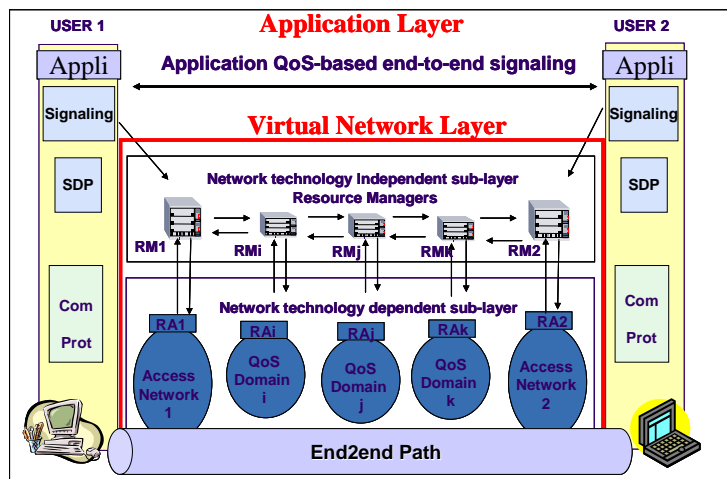 USER 1
Application Layer
USER 2
Appli
Application QoS-based end-to-end signaling
Appli
Signaling
Signaling
Virtual Network Layer
SDP
Network technology independent sub-layer
Resource Managers
SDP
RM1
RMi
RMj
RMk
RM2
Com
Prot
Network technology dependent sub-layer
Com
Prot
RA1
RAi
RAj
RAk
RA2
Access
Network
1
QoS
Domain
i
QoS
Domain
j
QoS
Domain
k
Access
Network
2
End2end Path